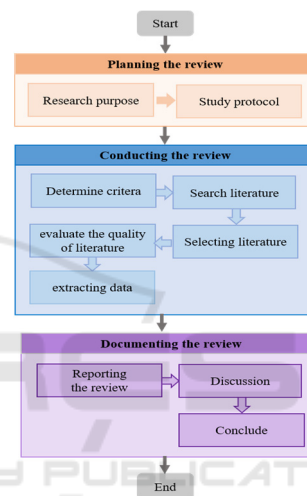 Start
Planning the review
Research purpose
Study protocol
Conducting the review
Determine critera
Search literature
evaluate the quality
of literature
Selecting literature
extracting data
Documenting the review
Reporting
the review
Discussion
Conclude
End
PUBLICAT